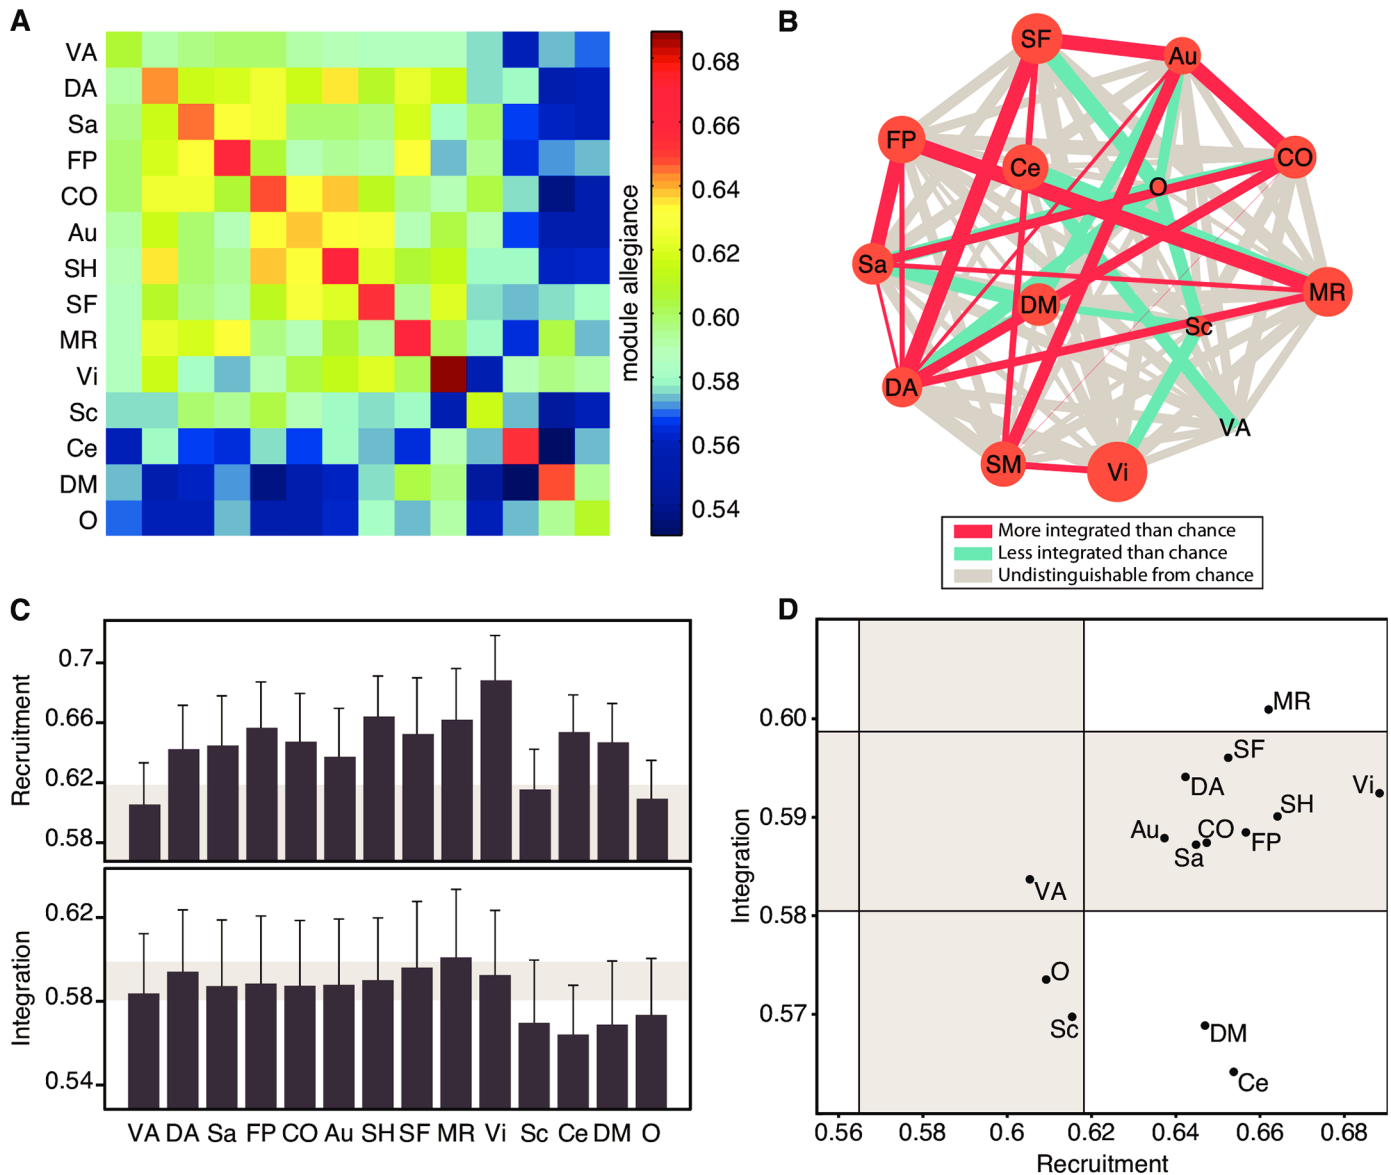 A
VA
DA
Sa
FP
CO
Au
SH
SF
MR
Vi
Sc
Ce
DM
O
0.68
0.66
0.64
0.62
0.60
0.58
0.56
0.54
module allegiance
B
SF
Au
FP
Ce
CO
O
Sa
DM
MR
Sc
DA
VA
SM
Vi
More integrated than chance
Less integrated than chance
Undistinguishable from chance
C
Recruitment
0.7
0.66
0.62
0.58
Integration
0.62
0.58
0.54
VA DA Sa FP CO Au SH SF MR Vi Sc Ce DM O
D
Integration
0.60
0.59
0.58
0.57
MR
SF
DA
Vi
SH
Au
CO
Sa
FP
VA
O
Sc
DM
Ce
0.56 0.58 0.6 0.62 0.64 0.66 0.68
Recruitment